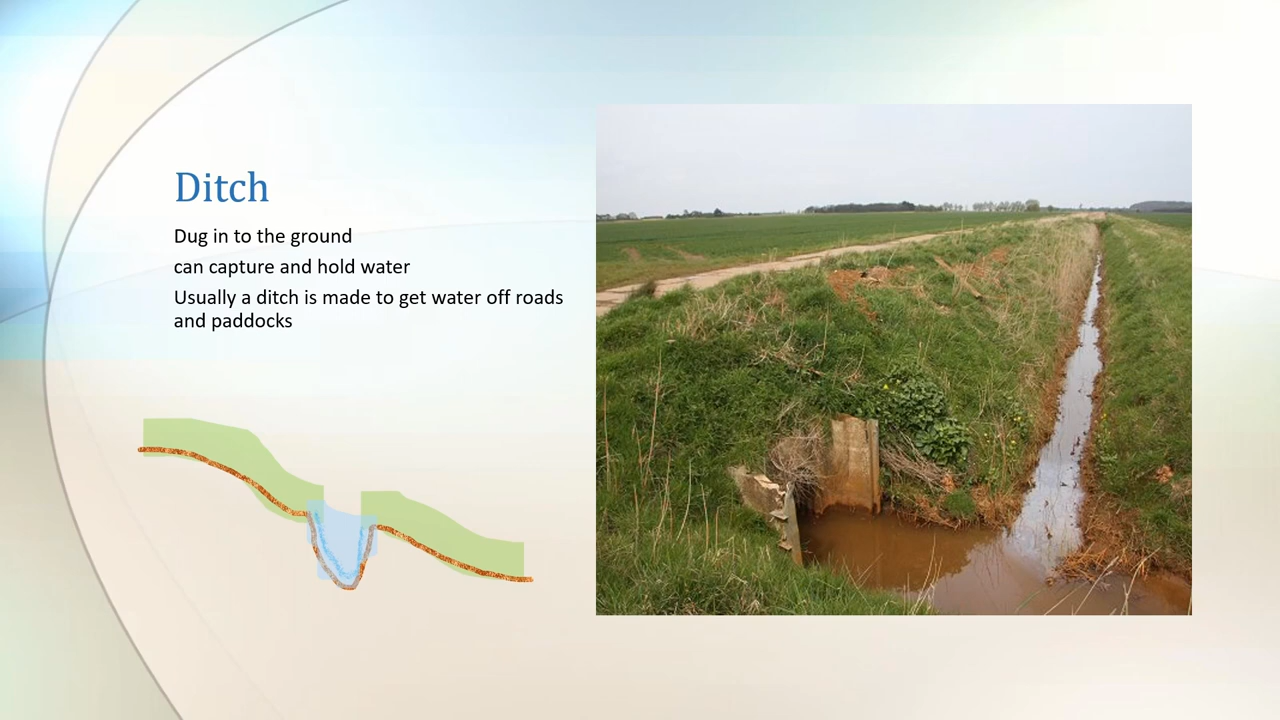 Ditch
Dug in to the ground
can capture and hold water
Usually a ditch is made to get water off roads
and paddocks